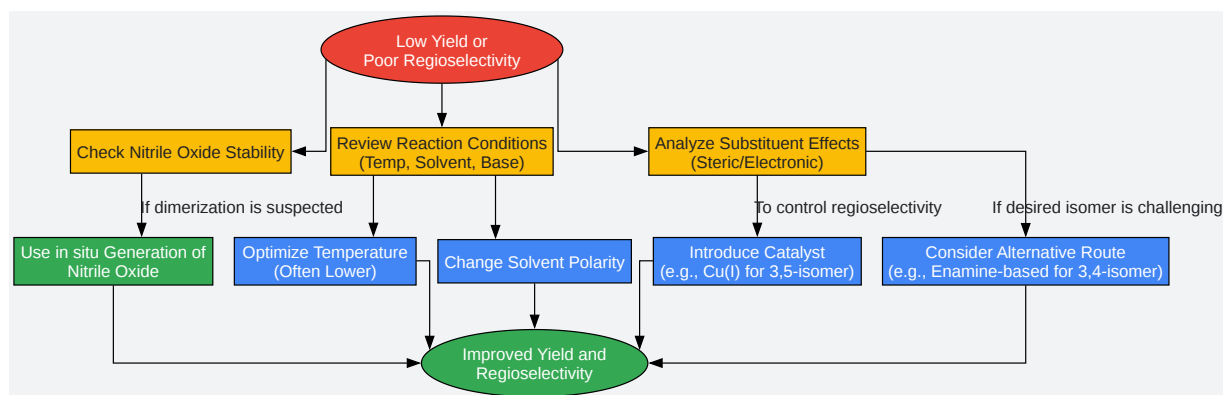 Low Yield or
Poor Regioselectivity
Check Nitrile Oxide Stability
Review Reaction Conditions
(Temp, Solvent, Base)
Analyze Substituent Effects
(Steric/Electronic)
If dimerization is suspected
To control regioselectivity
If desired isomer is challenging
Use in situ Generation of
Nitrile Oxide
Optimize Temperature
(Often Lower)
Change Solvent Polarity
Introduce Catalyst
(e.g., Cu(I) for 3,5-isomer)
Consider Alternative Route
(e.g., Enamine-based for 3,4-isomer)
Improved Yield and
Regioselectivity